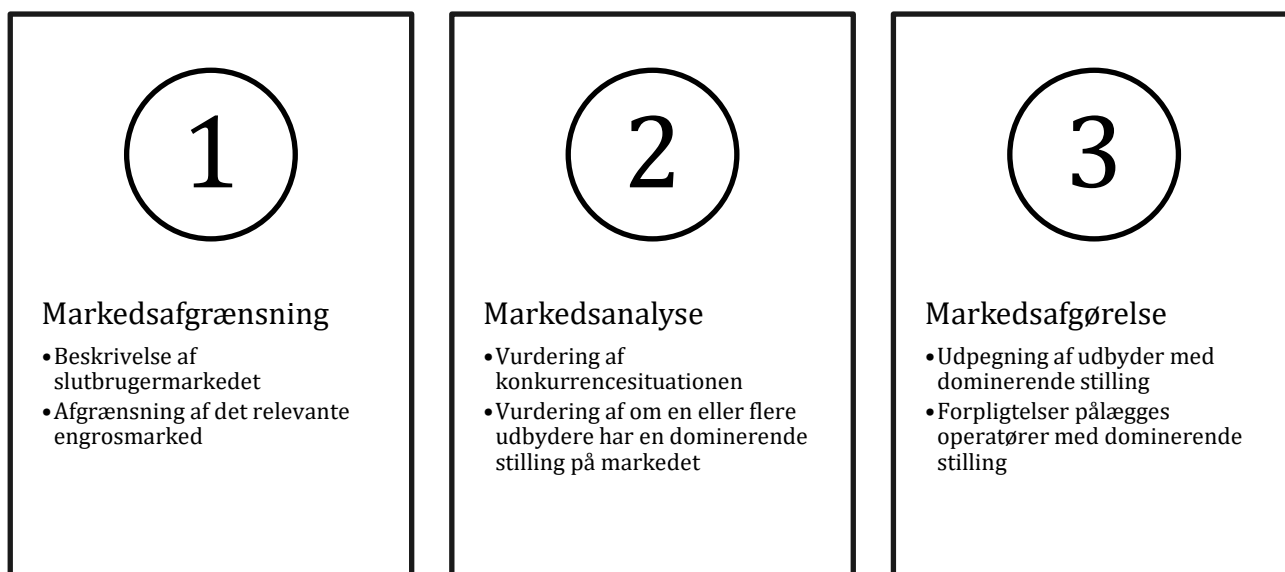 1
Markedsafgrænsning
•Beskrivelse af
slutbrugermarkedet
•Afgrænsning af det relevante
engrosmarked
2
Markedsanalyse
•Vurdering af
konkurrencesituationen
•Vurdering af om en eller flere
udbydere har en dominerende
stilling på markedet
3
Markedsafgørelse
•Udpegning af udbyder med
dominerende stilling
•Forpligtelser pålægges
operatører med dominerende
stilling